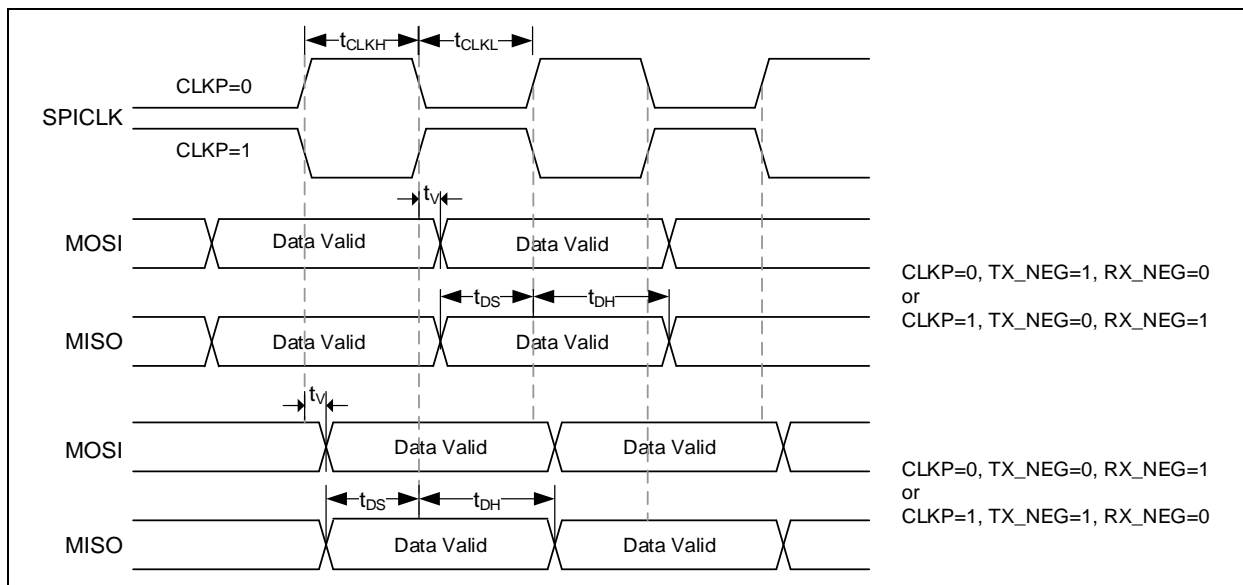 tCLKH tCLKL
CLKP=0
SPICLK
CLKP=1
tV
MOSI Data Valid Data Valid
CLKP=0, TX_NEG=1, RX_NEG=0
or
CLKP=1, TX_NEG=0, RX_NEG=1
tDS tDH
MISO Data Valid Data Valid
tV
MOSI Data Valid Data Valid
CLKP=0, TX_NEG=0, RX_NEG=1
or
CLKP=1, TX_NEG=1, RX_NEG=0
tDS tDH
MISO Data Valid Data Valid